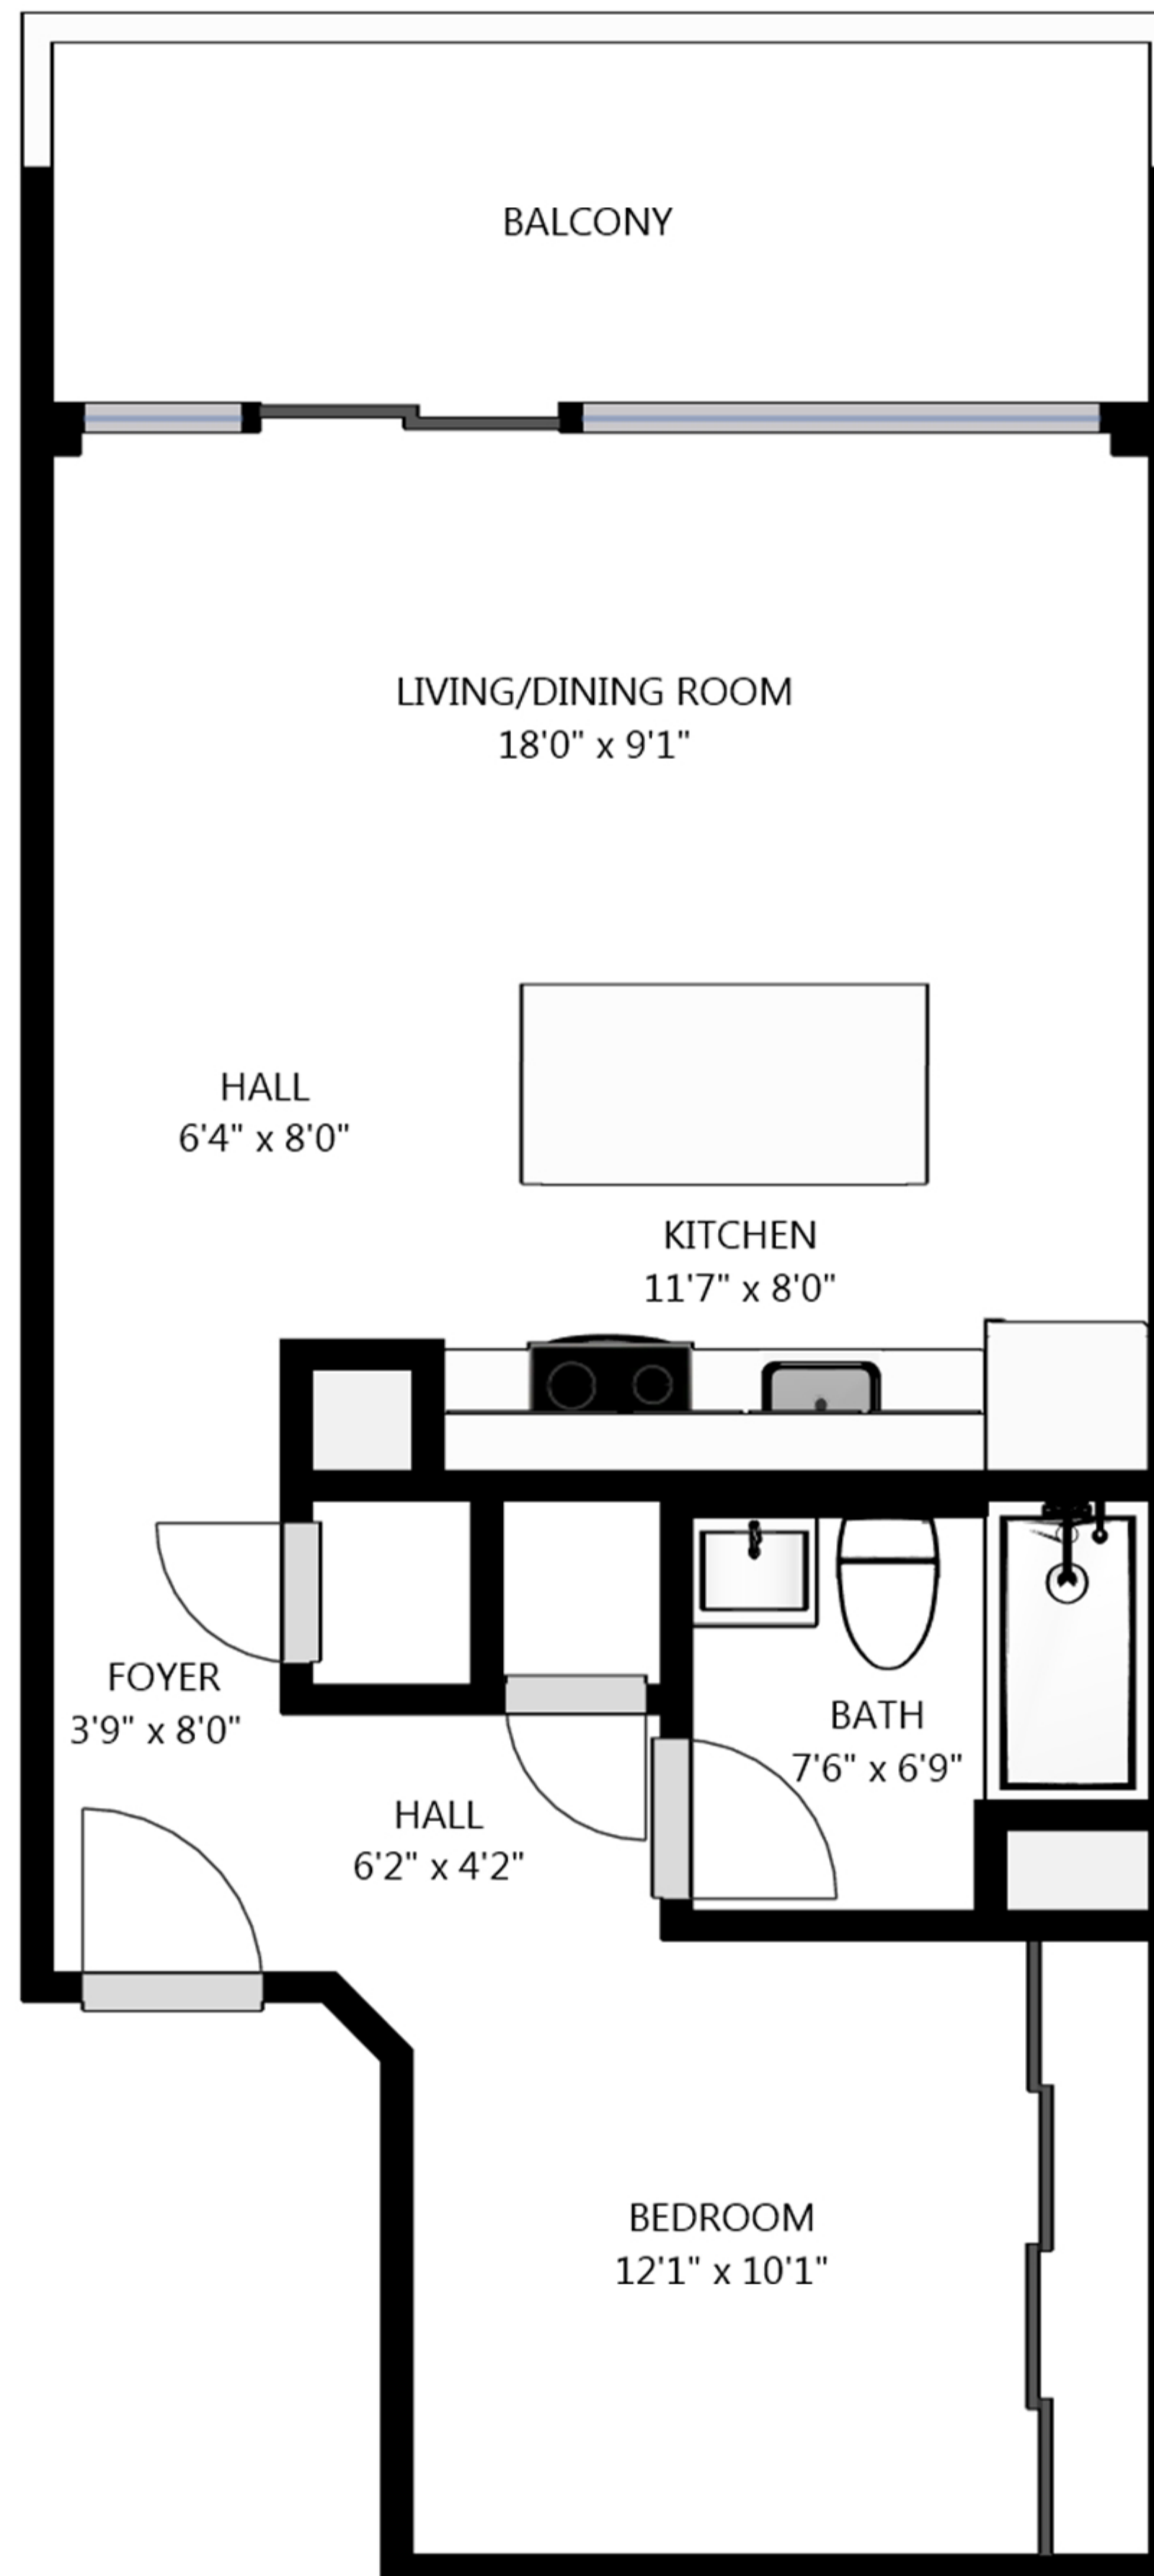 BALCONY
LIVING/DINING ROOM
18'0" x 9'1"
HALL
6'4" x 8'0"
KITCHEN
11'7" x 8'0"
FOYER
3'9" x 8'0"
BATH
7'6" x 6'9"
HALL
6'2" x 4'2"
BEDROOM
12'1" x 10'1"